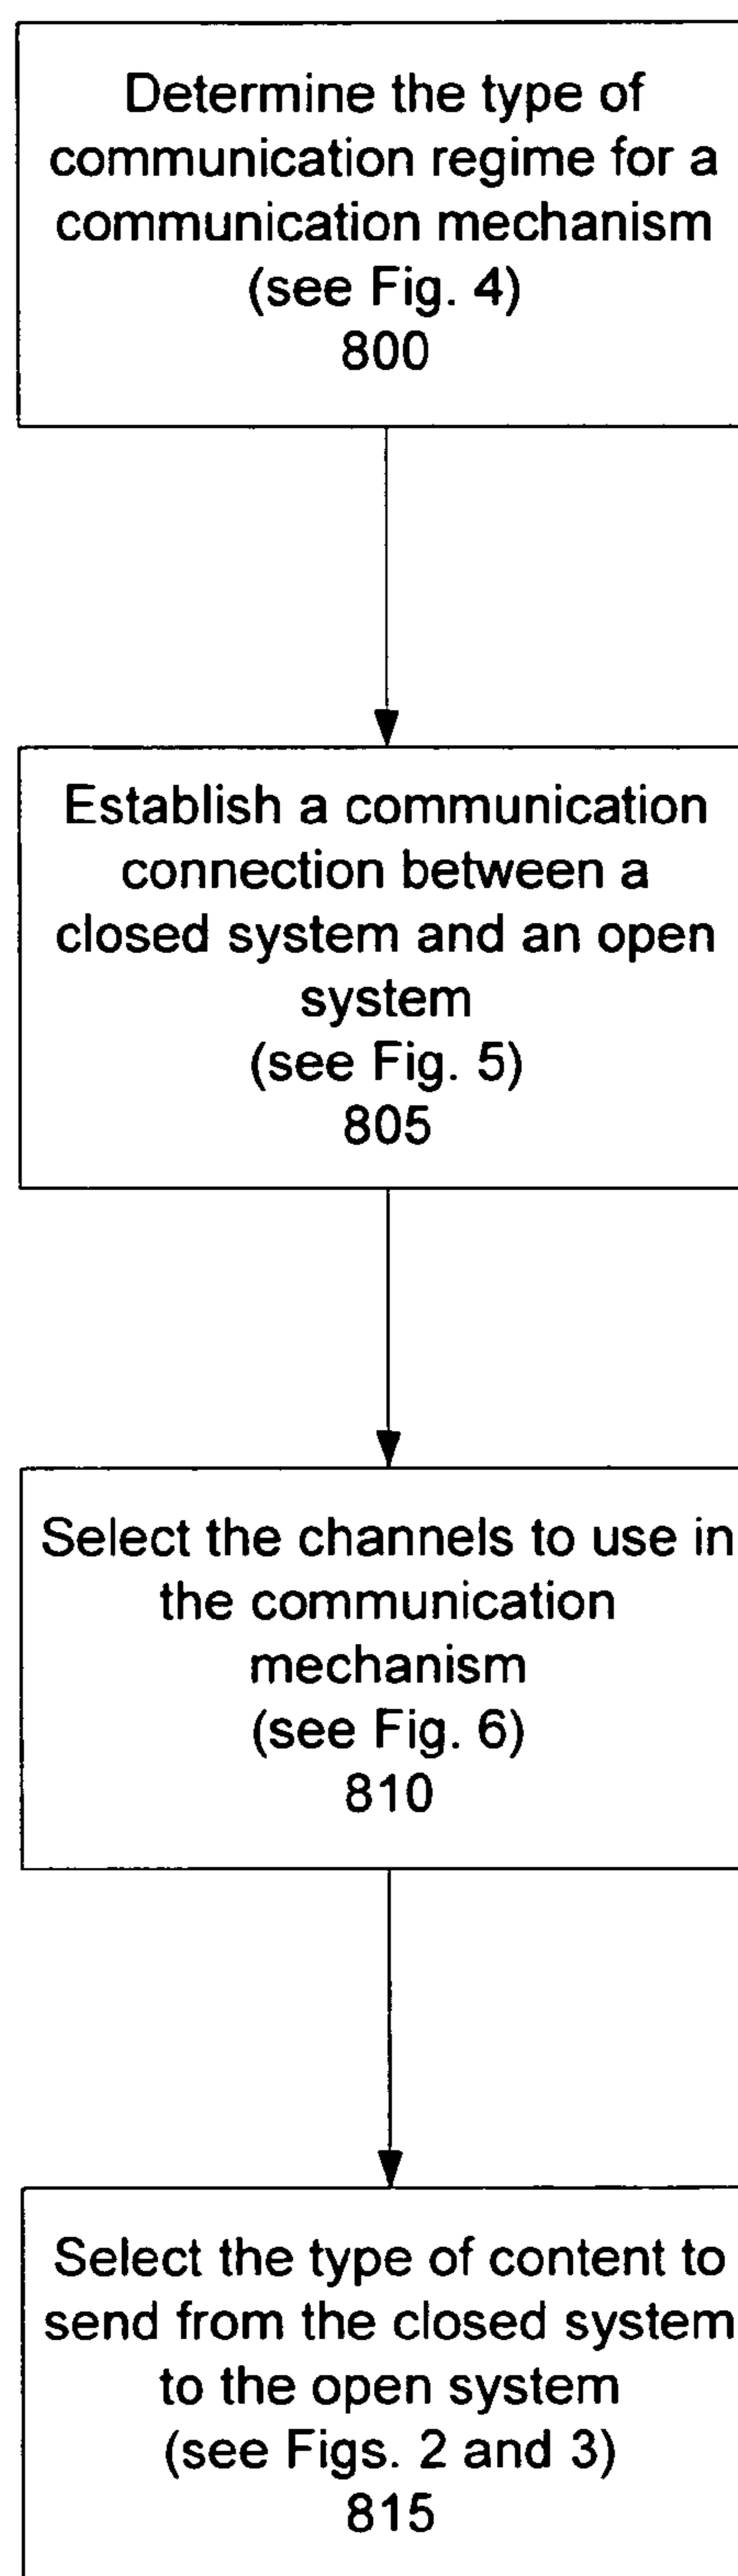 Determine the type of
communication regime for a
communication mechanism
(see Fig. 4)
800
Establish a communication
connection between a
closed system and an open
system
(see Fig. 5)
805
Select the channels to use in
the communication
mechanism
(see Fig. 6)
810
Select the type of content to
send from the closed system
to the open system
(see Figs. 2 and 3)
815